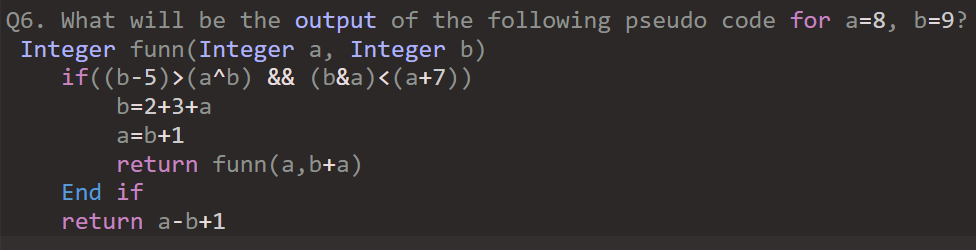 Q6. What will be the output of the following pseudo code for a=8, b=9?
Integer funn(Integer a, Integer b)
if((b-5)>(a^b) && (b&a)<(a+7))
b=2+3+a
a=b+1
return funn(a,b+a)
End if
return a-b+1